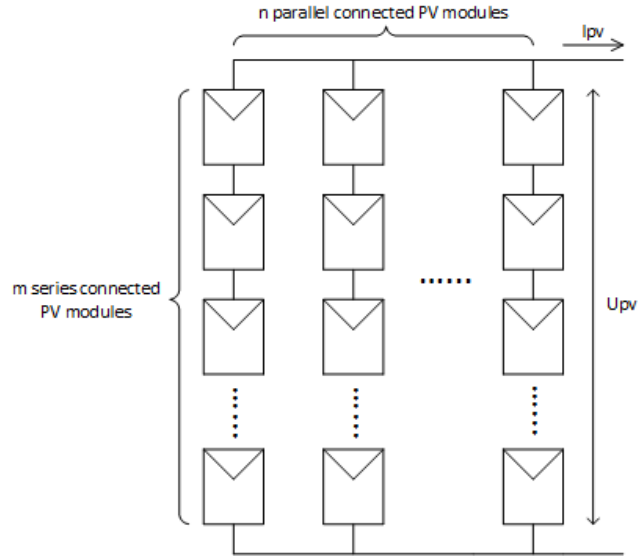 n parallel connected PV modules
Ipv
m series connected
PV modules
......
Upv